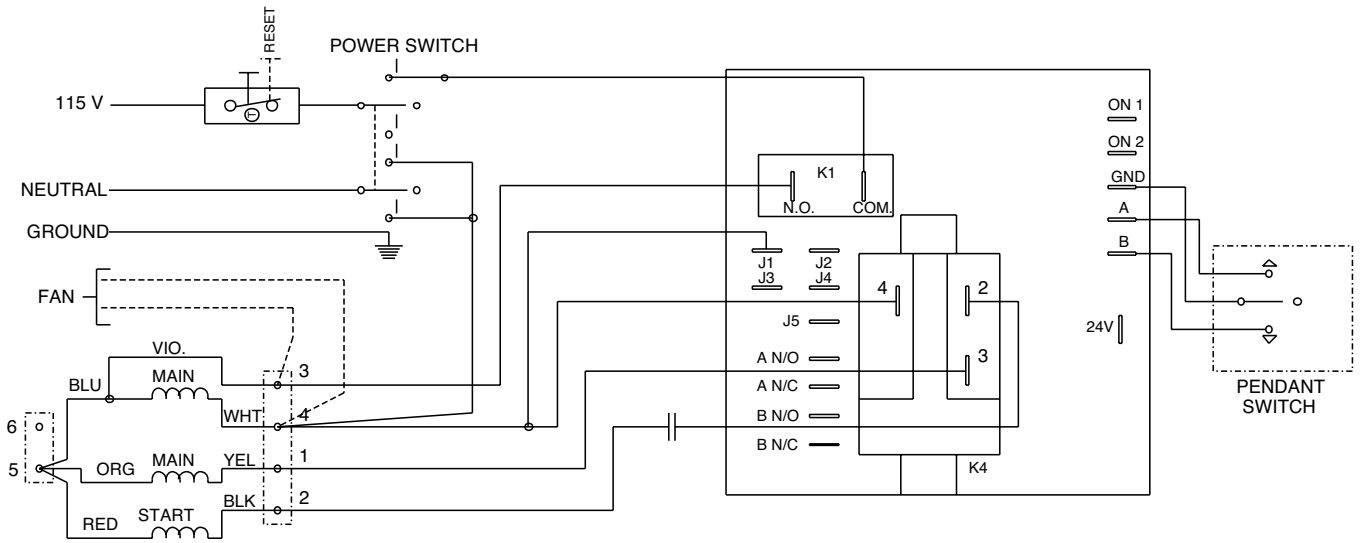 RESET
POWER SWITCH
115 V
T
NEUTRAL
GROUND
FAN
VIO.
BLU
MAIN
WHT
6
5
ORG
MAIN
YEL
RED
START
BLK
3
4
1
2
K1
N.O.
COM.
J1
J2
J3
J4
J5
A N/O
A N/C
B N/O
B N/C
4
2
3
K4
ON 1
ON 2
GND
A
B
24V
PENDANT
SWITCH